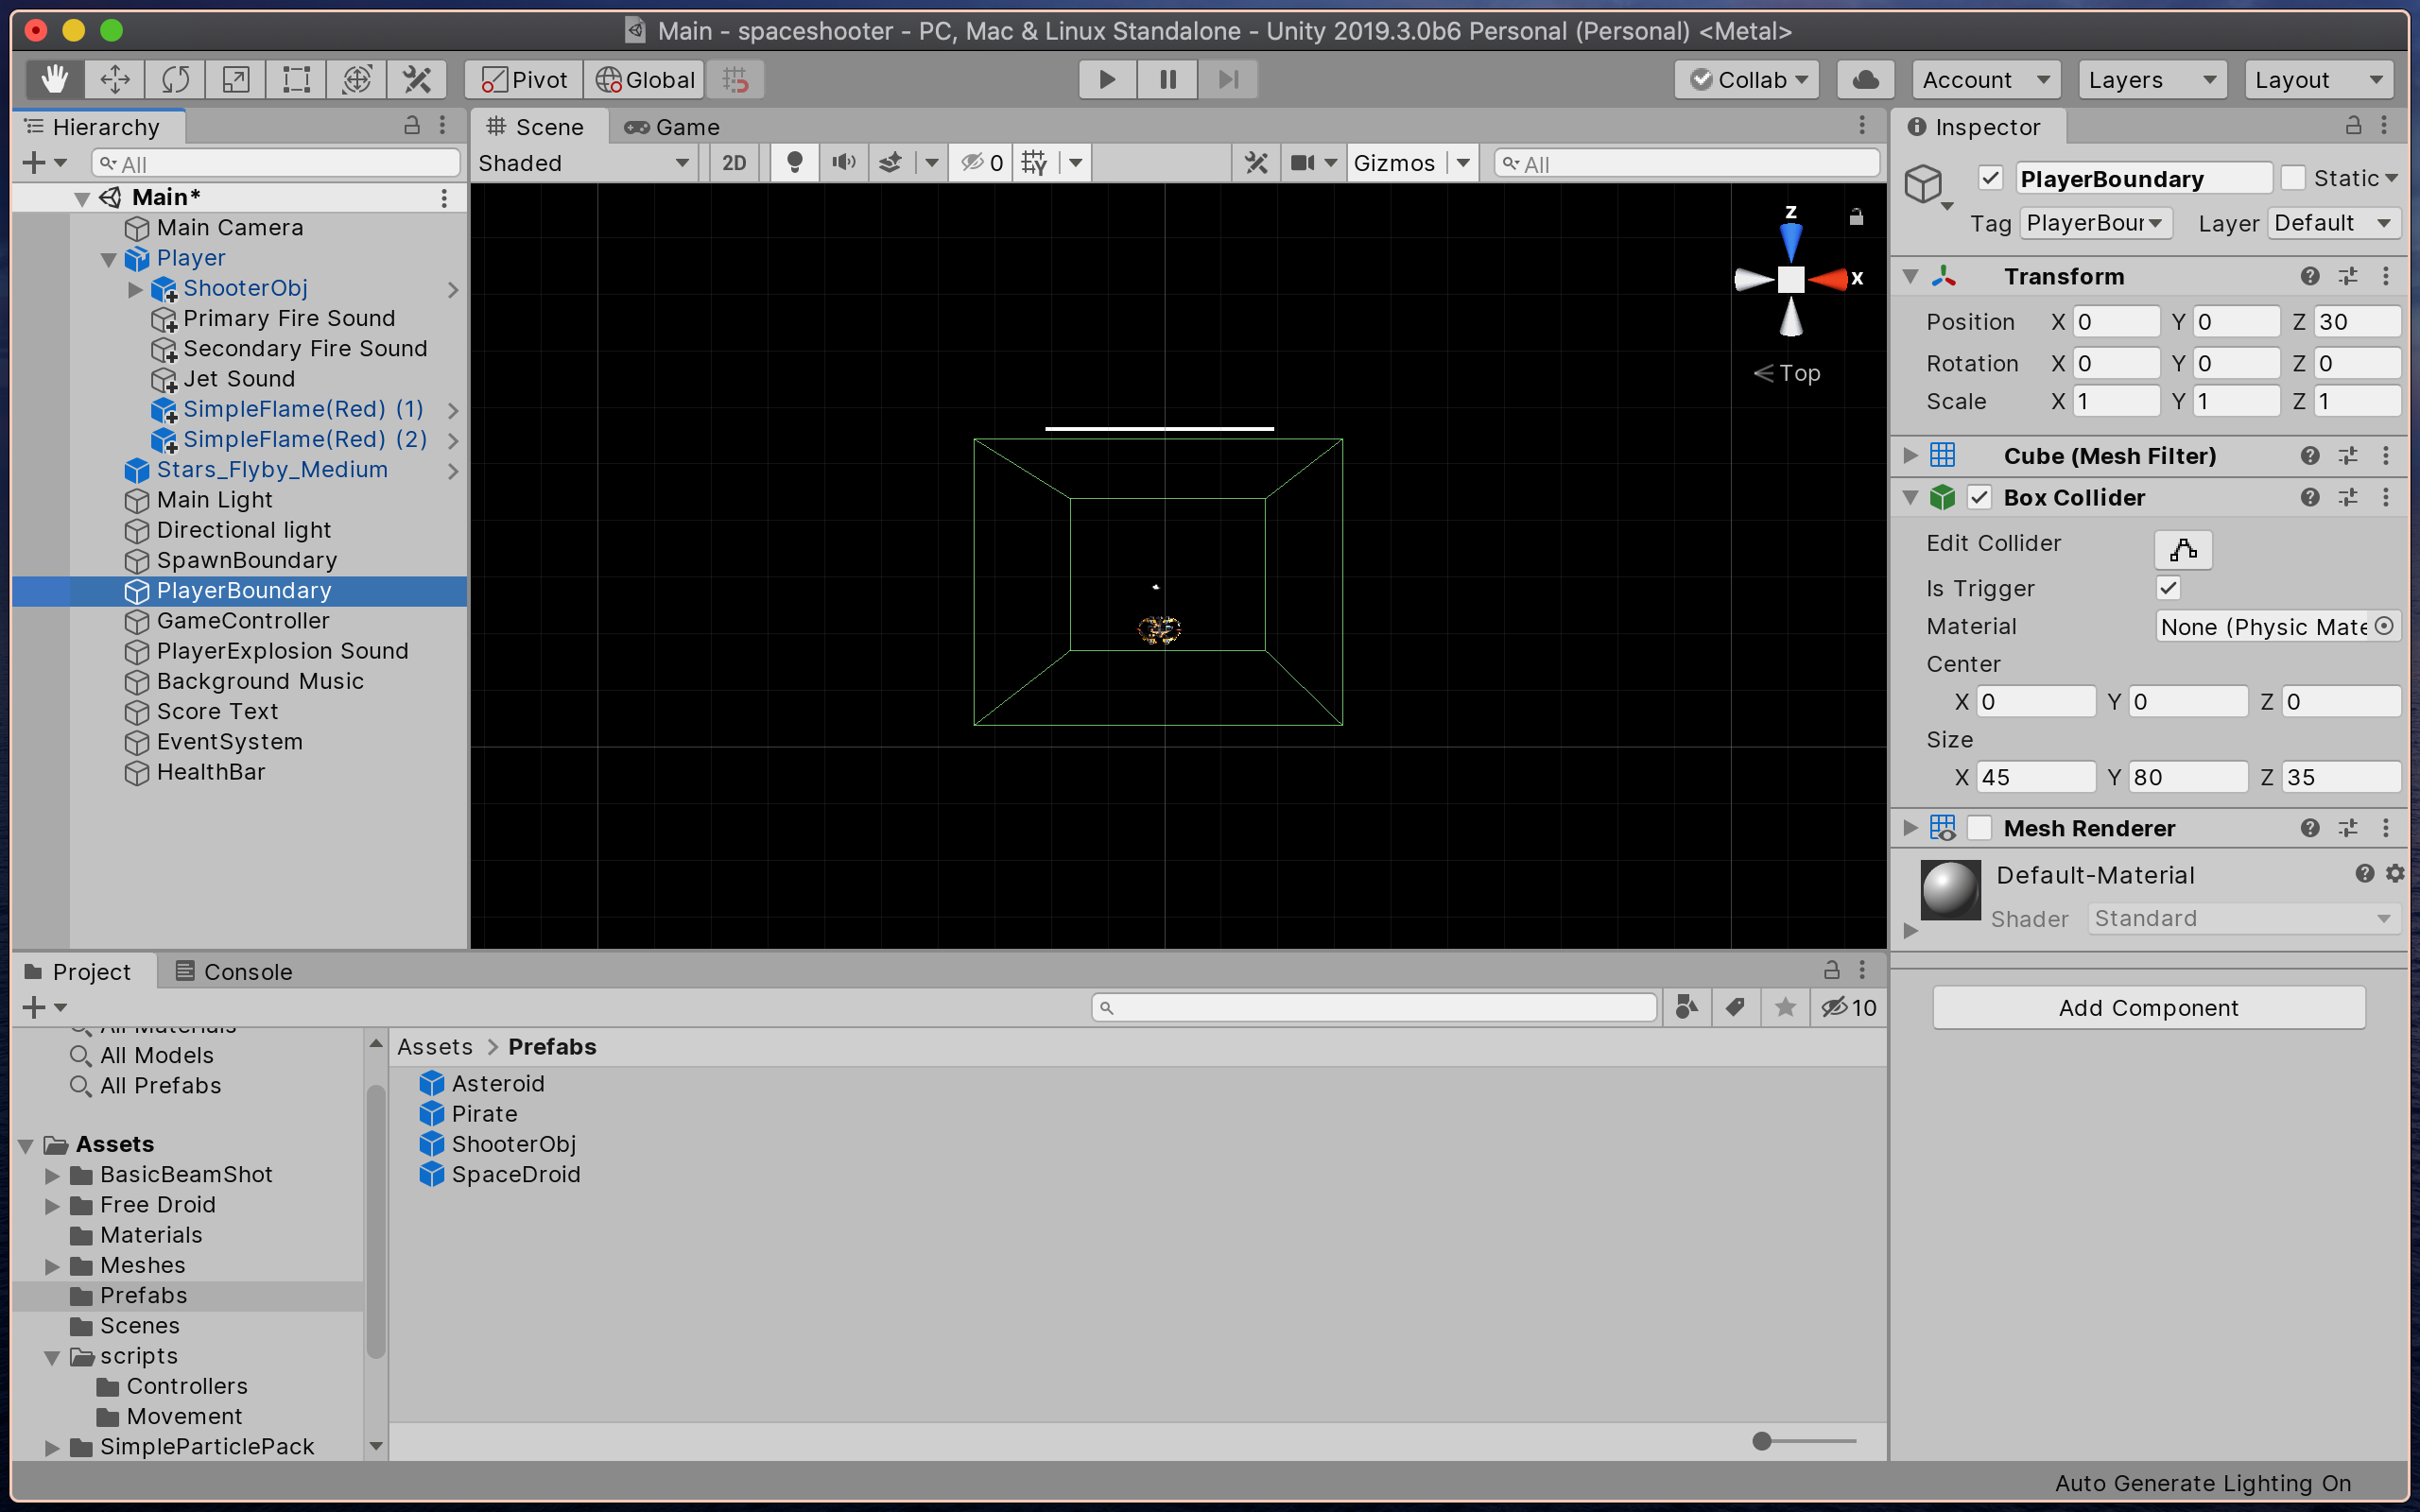 Main - spaceshooter - PC, Mac & Linux Standalone - Unity 2019.3.0b6 Personal (Personal) <Metal>
Pivot Global Collab Account Layers Layout
Hierarchy
All
Main*
Main Camera
Player
ShooterObj
Primary Fire Sound
Secondary Fire Sound
Jet Sound
SimpleFlame(Red) (1)
SimpleFlame(Red) (2)
Stars_Flyby_Medium
Main Light
Directional light
SpawnBoundary
PlayerBoundary
GameController
PlayerExplosion Sound
Background Music
Score Text
EventSystem
HealthBar
Scene Game
Shaded 2D 0 Gizmos All
z
x
Top
Inspector
PlayerBoundary Static
Tag PlayerBour Layer Default
Transform
Position X 0 Y 0 Z 30
Rotation X 0 Y 0 Z 0
Scale X 1 Y 1 Z 1
Cube (Mesh Filter)
Box Collider
Edit Collider
Is Trigger
Material None (Physic Mate
Center
X 0 Y 0 Z 0
Size
X 45 Y 80 Z 35
Mesh Renderer
Default-Material
Shader Standard
Add Component
Project Console
10
All Materials
All Models
All Prefabs
Assets
BasicBeamShot
Free Droid
Materials
Meshes
Prefabs
Scenes
scripts
Controllers
Movement
SimpleParticlePack
Assets > Prefabs
Asteroid
Pirate
ShooterObj
SpaceDroid
Auto Generate Lighting On